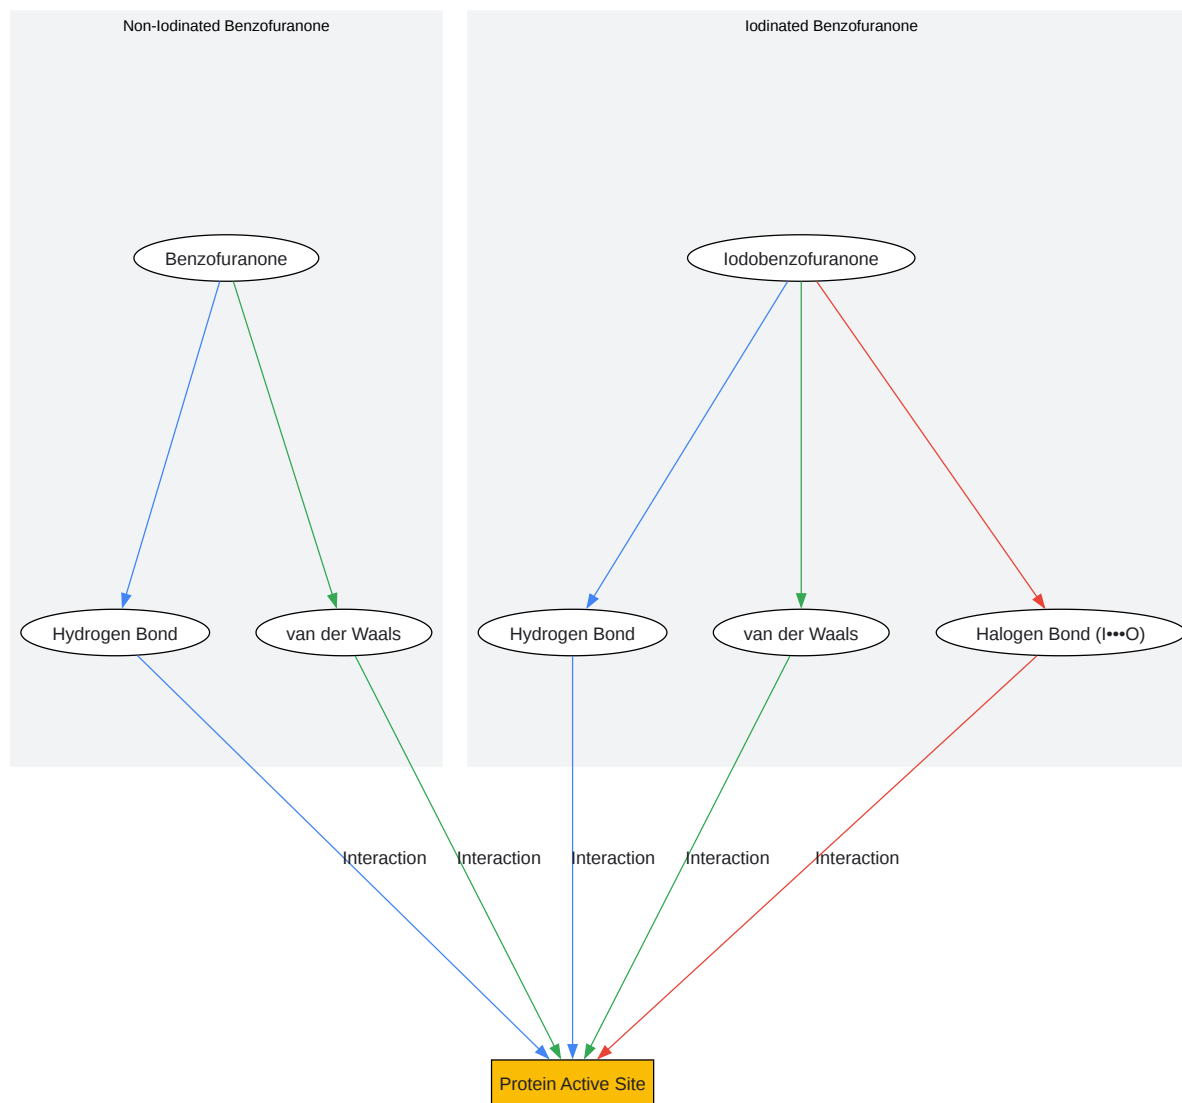 Non-Iodinated Benzofuranone
Iodinated Benzofuranone
Benzofuranone
Iodobenzofuranone
Hydrogen Bond
van der Waals
Hydrogen Bond
van der Waals
Halogen Bond (I•••O)
Interaction
Interaction
Interaction
Interaction
Interaction
Protein Active Site